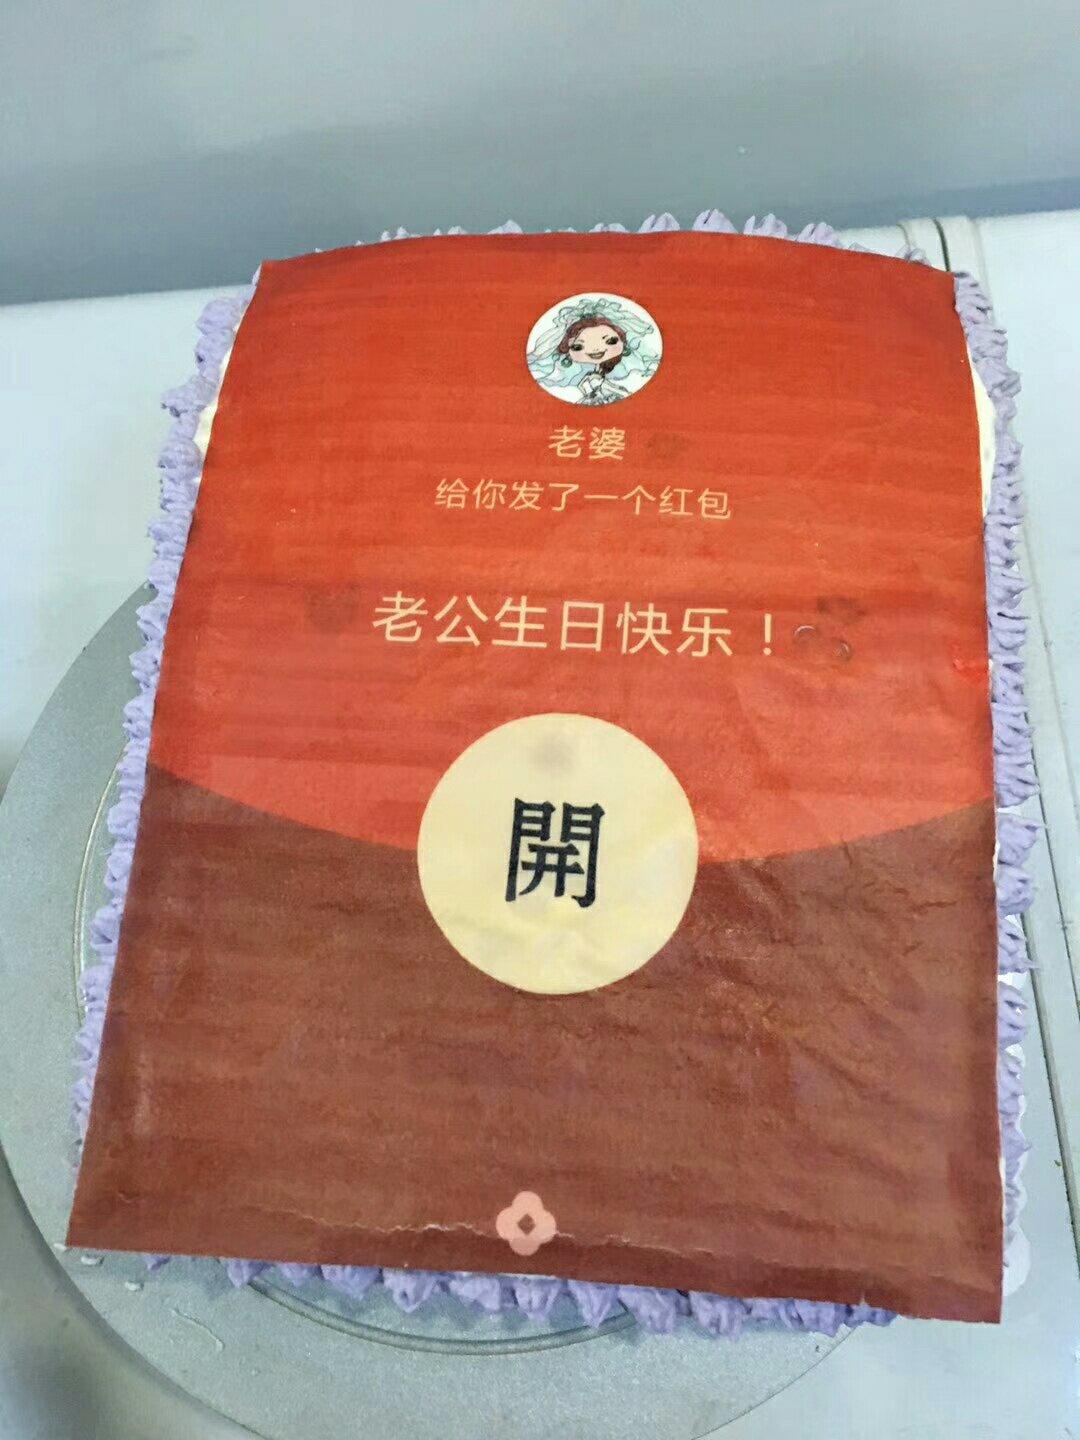 老婆
给你发了一个红包
老公生日快乐！
開